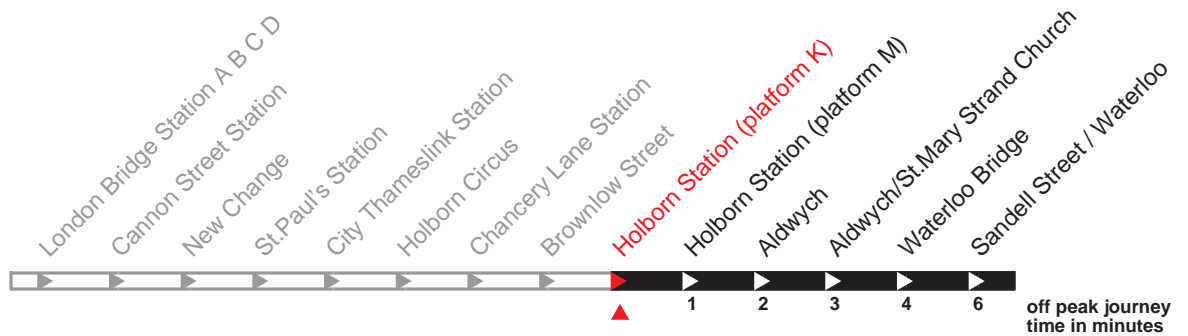 London Bridge Station A B C D
Cannon Street Station
New Change
St.Paul's Station
City Thameslink Station
Holborn Circus
Chancery Lane Station
Brownlow Street
Holborn Station (platform K)
Holborn Station (platform M)
Aldwych
Aldwych/St.Mary Strand Church
Waterloo Bridge
Sandell Street / Waterloo
1 2 3 4 6
off peak journey
time in minutes